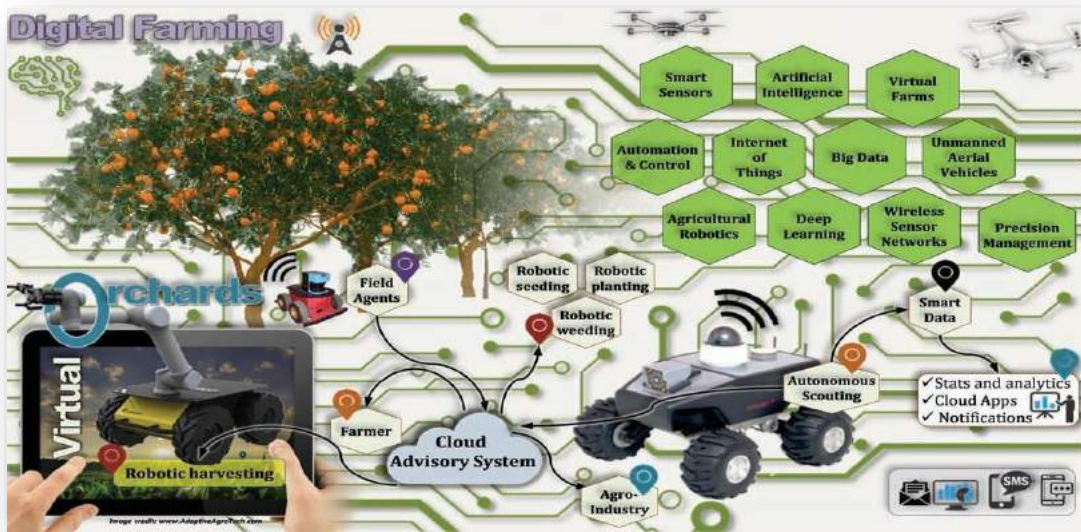 Digital Farming
Smart
Sensors
Artificial
Intelligence
Virtual
Farms
Automation
& Control
Internet
of
Things
Big Data
Unmanned
Aerial
Vehicles
Agricultural
Robotics
Deep
Learning
Wireless
Sensor
Networks
Precision
Management
Virtual
Orchards
Field
Agents
Robotic
seeding
Robotic
planting
Robotic
weeding
Smart
Data
Autonomous
Scouting
✓Stats and analytics
✓Cloud Apps
✓ Notifications
Farmer
Cloud
Advisory System
Robotic harvesting
Agro-
Industry
SMS
Image credit: www.AdaptiveAgroTech.com